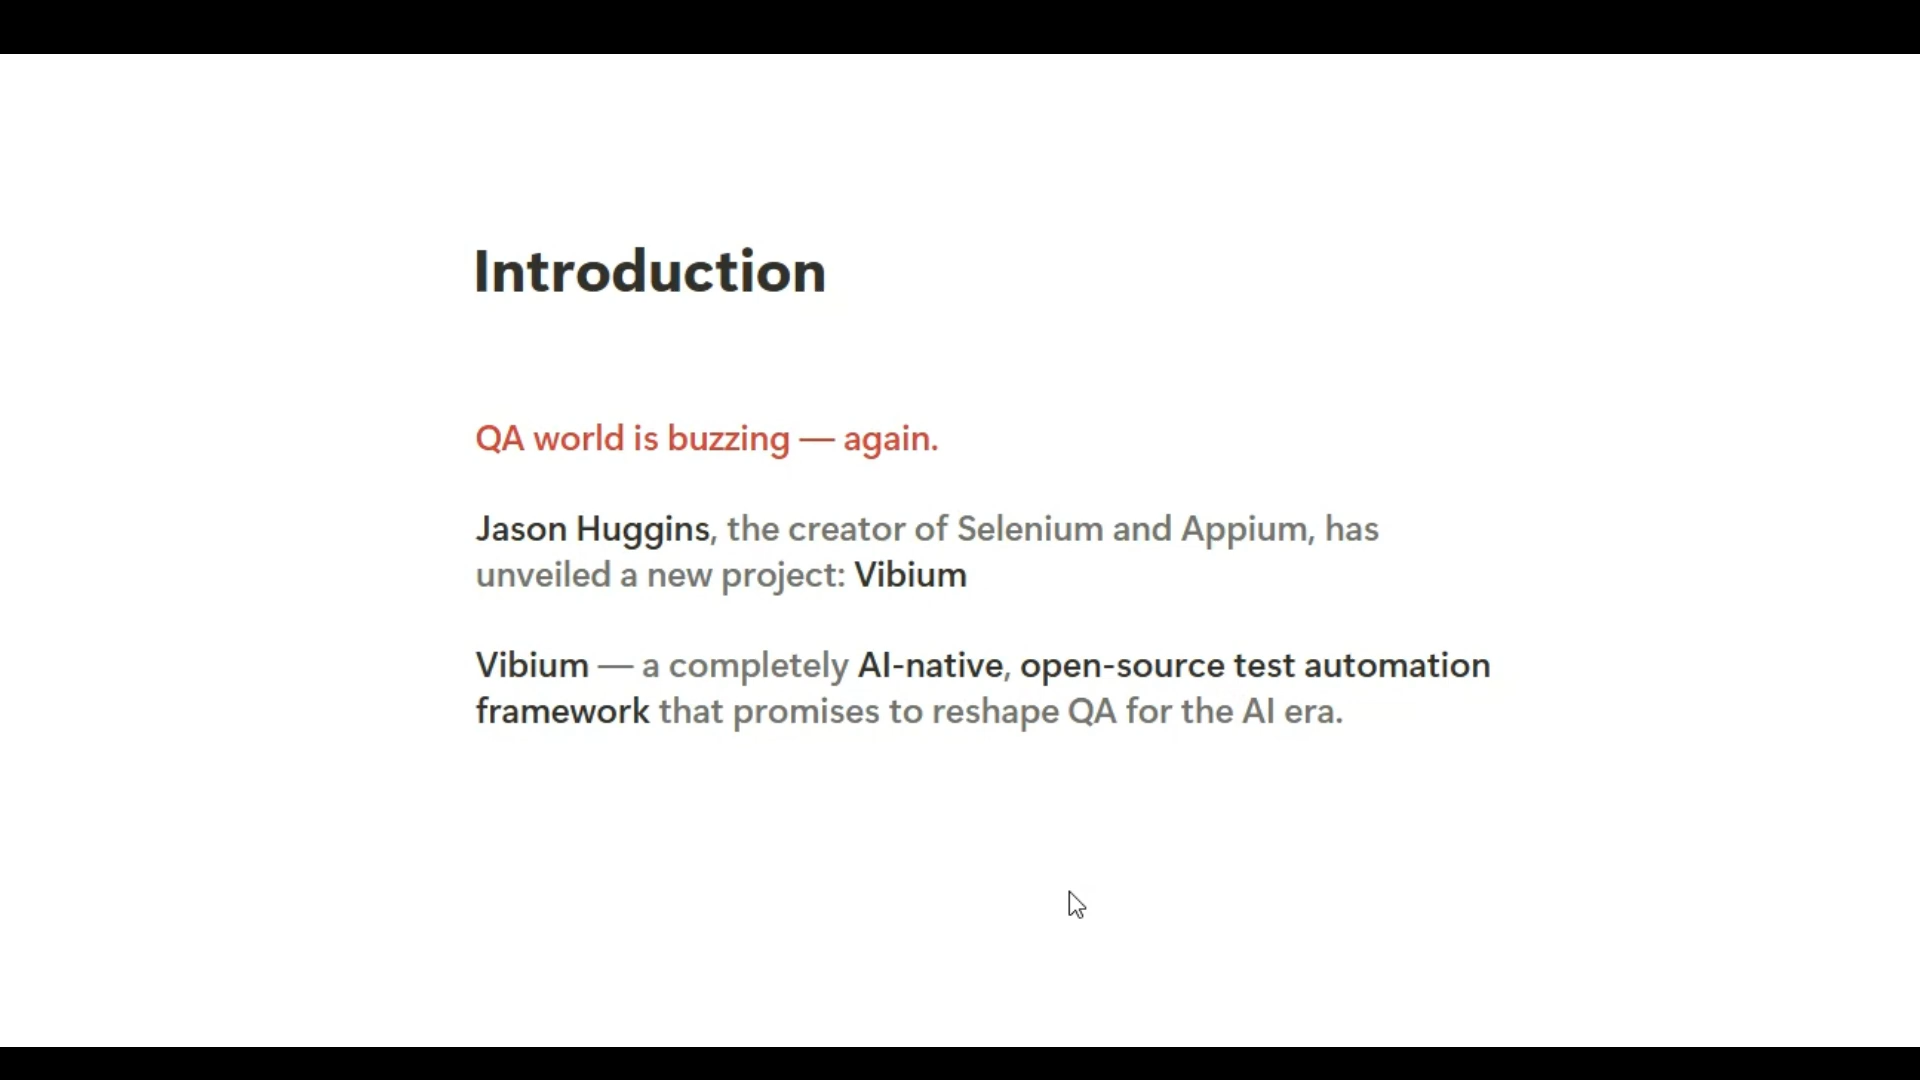 Introduction
QA world is buzzing — again.
Jason Huggins, the creator of Selenium and Appium, has
unveiled a new project: Vibium
Vibium — a completely AI-native, open-source test automation
framework that promises to reshape QA for the AI era.